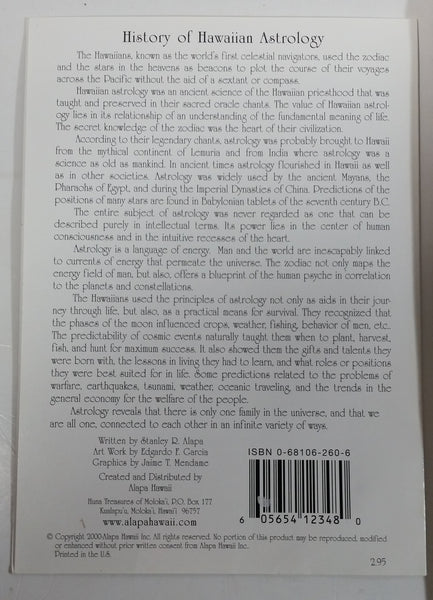 History of Hawaiian Astrology
The Hawaiians, known as the world's first celestial navigators, used the zodiac
and the stars in the heavens as beacons to plot the course of their voyages
across the Pacific without the aid of a sextant or compass.
Hawaiian astrology was an ancient science of the Hawaiian priesthood that was
taught and preserved in their sacred oracle chants. The value of Hawaiian astrol-
ogy lies in its relationship of an understanding of the fundamental meaning of life.
The secret knowledge of the zodiac was the heart of their civilization.
According to their legendary chants, astrology was probably brought to Hawaii
from the mythical continent of Lemuria and from India where astrology was a
science as old as mankind. In ancient times astrology flourished in Hawaii as well
as in other societies. Astrology was widely used by the ancient Mayans, the
Pharaohs of Egypt, and during the Imperial Dynasties of China. Predictions of the
positions of many stars are found in Babylonian tablets of the seventh century B.C.
The entire subject of astrology was never regarded as one that can be
described purely in intellectual terms. Its power lies in the center of human
consciousness and in the intuitive recesses of the heart.
Astrology is a language of energy. Man and the world are inescapably linked
to currents of energy that permeate the universe. The zodiac not only maps the
energy field of man, but also, offers a blueprint of the human psyche in correlation
to the planets and constellations.
The Hawaiians used the principles of astrology not only as aids in their jour-
ney through life, but also, as a practical means for survival. They recognized that
the phases of the moon influenced crops, weather, fishing, behavior of men, etc..
The predictability of cosmic events naturally taught them when to plant, harvest,
fish, and hunt for maximum success. It also showed them the gifts and talents they
were born with, the lessons in living they had to learn, and what roles or positions
they were best suited for in life. Some predictions related to the problems of
warfare, earthquakes, tsunami, weather, oceanic traveling, and the trends in the
general economy for the welfare of the people.
Astrology reveals that there is only one family in the universe, and that we
are all one, connected to each other in an infinite variety of ways.
Written by Stanley R. Alapa
Art Work by Edgardo F. Garcia
Graphics by Jaime T. Mendame
Created and Distributed by
Alapa Hawaii
Huna Treasures of Moloka'i, P.O. Box 177
Kualapu'u, Moloka'i, Hawai'i 96757
www.alapahawaii.com
ISBN 0-68106-260-6
6 05654 12348 0
© Copyright 2000-Alapa Hawaii Inc. All rights reserved. No portion of this product may be reproduced, modified
or enhanced without prior written consent from Alapa Hawaii Inc..
Printed in the U.S.
2.95